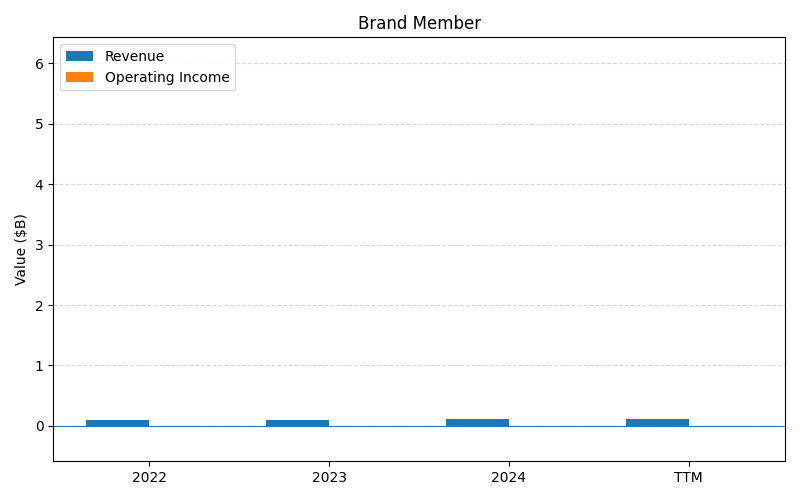 Brand Member
Revenue
Operating Income
Value ($B)
6
5
4
3
2
1
0
2022
2023
2024
TTM